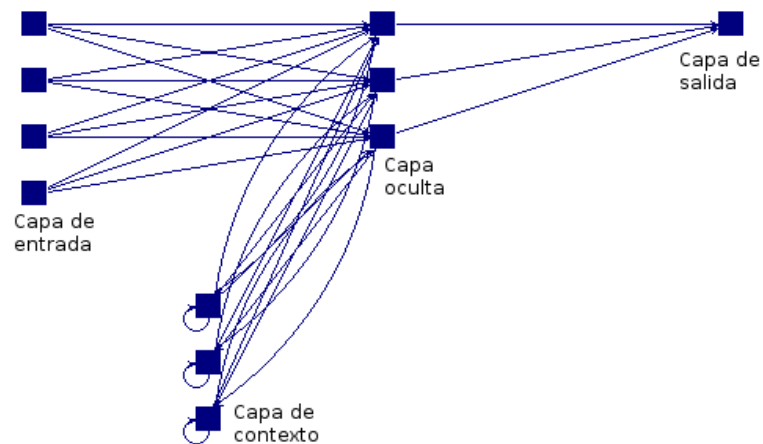 Capa de
salida
Capa
oculta
Capa de
entrada
Capa de
contexto